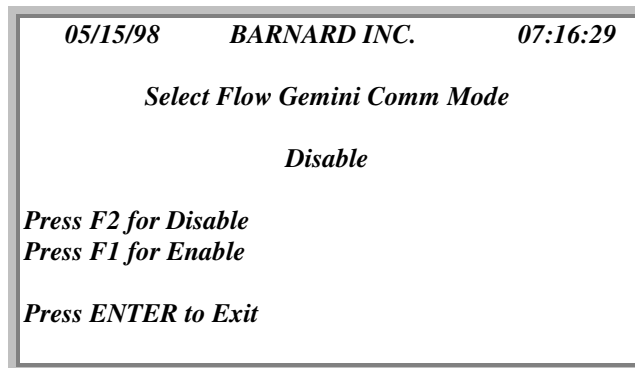 05/15/98 BARNARD INC. 07:16:29
Select Flow Gemini Comm Mode
Disable
Press F2 for Disable
Press F1 for Enable
Press ENTER to Exit